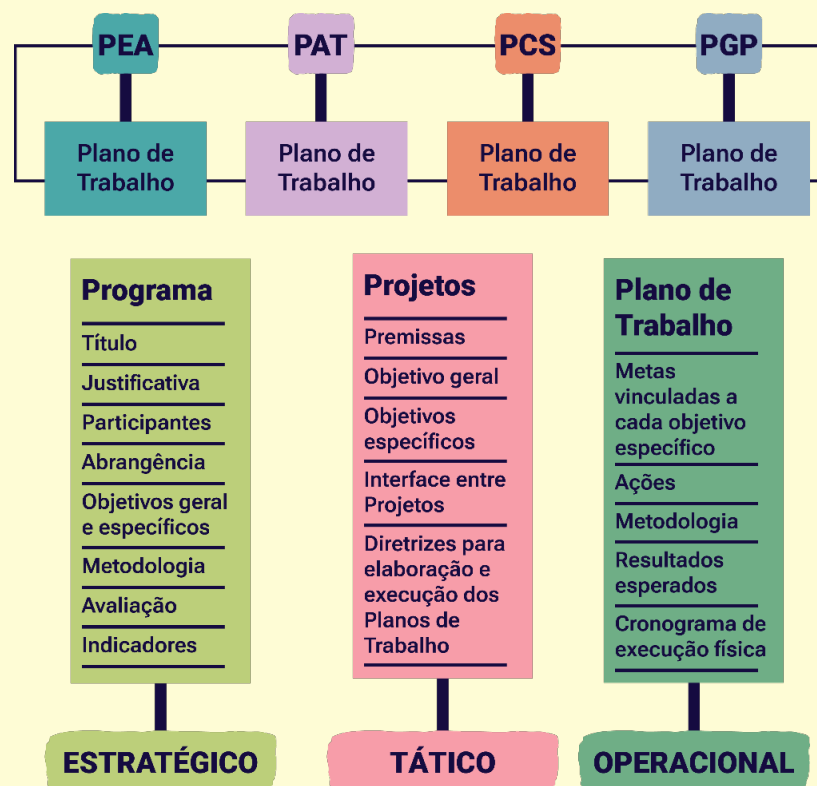 PEA
PAT
PCS
PGP
Plano de
Trabalho
Plano de
Trabalho
Plano de
Trabalho
Plano de
Trabalho
Programa
Título
Justificativa
Participantes
Abrangência
Objetivos geral
e específicos
Metodologia
Avaliação
Indicadores
ESTRATÉGICO
Projetos
Premissas
Objetivo geral
Objetivos
específicos
Interface entre
Projetos
Diretrizes para
elaboração e
execução dos
Planos de
Trabalho
TÁTICO
Plano de
Trabalho
Metas
vinculadas a
cada objetivo
específico
Ações
Metodologia
Resultados
esperados
Cronograma de
execução física
OPERACIONAL